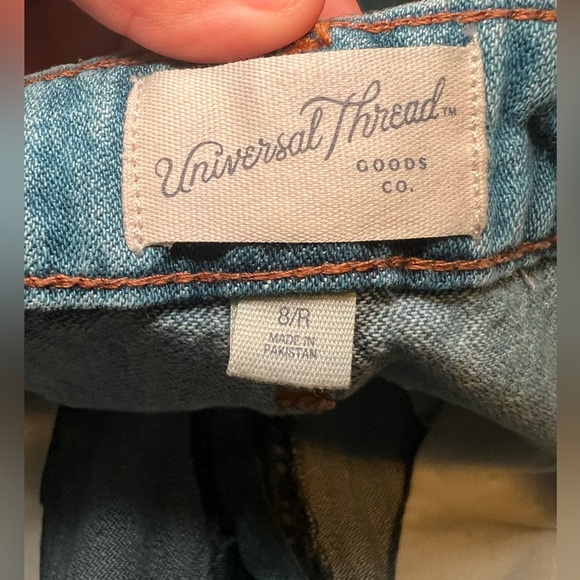 Universal Thread™
GOODS
CO.
8/R
MADE IN
PAKISTAN